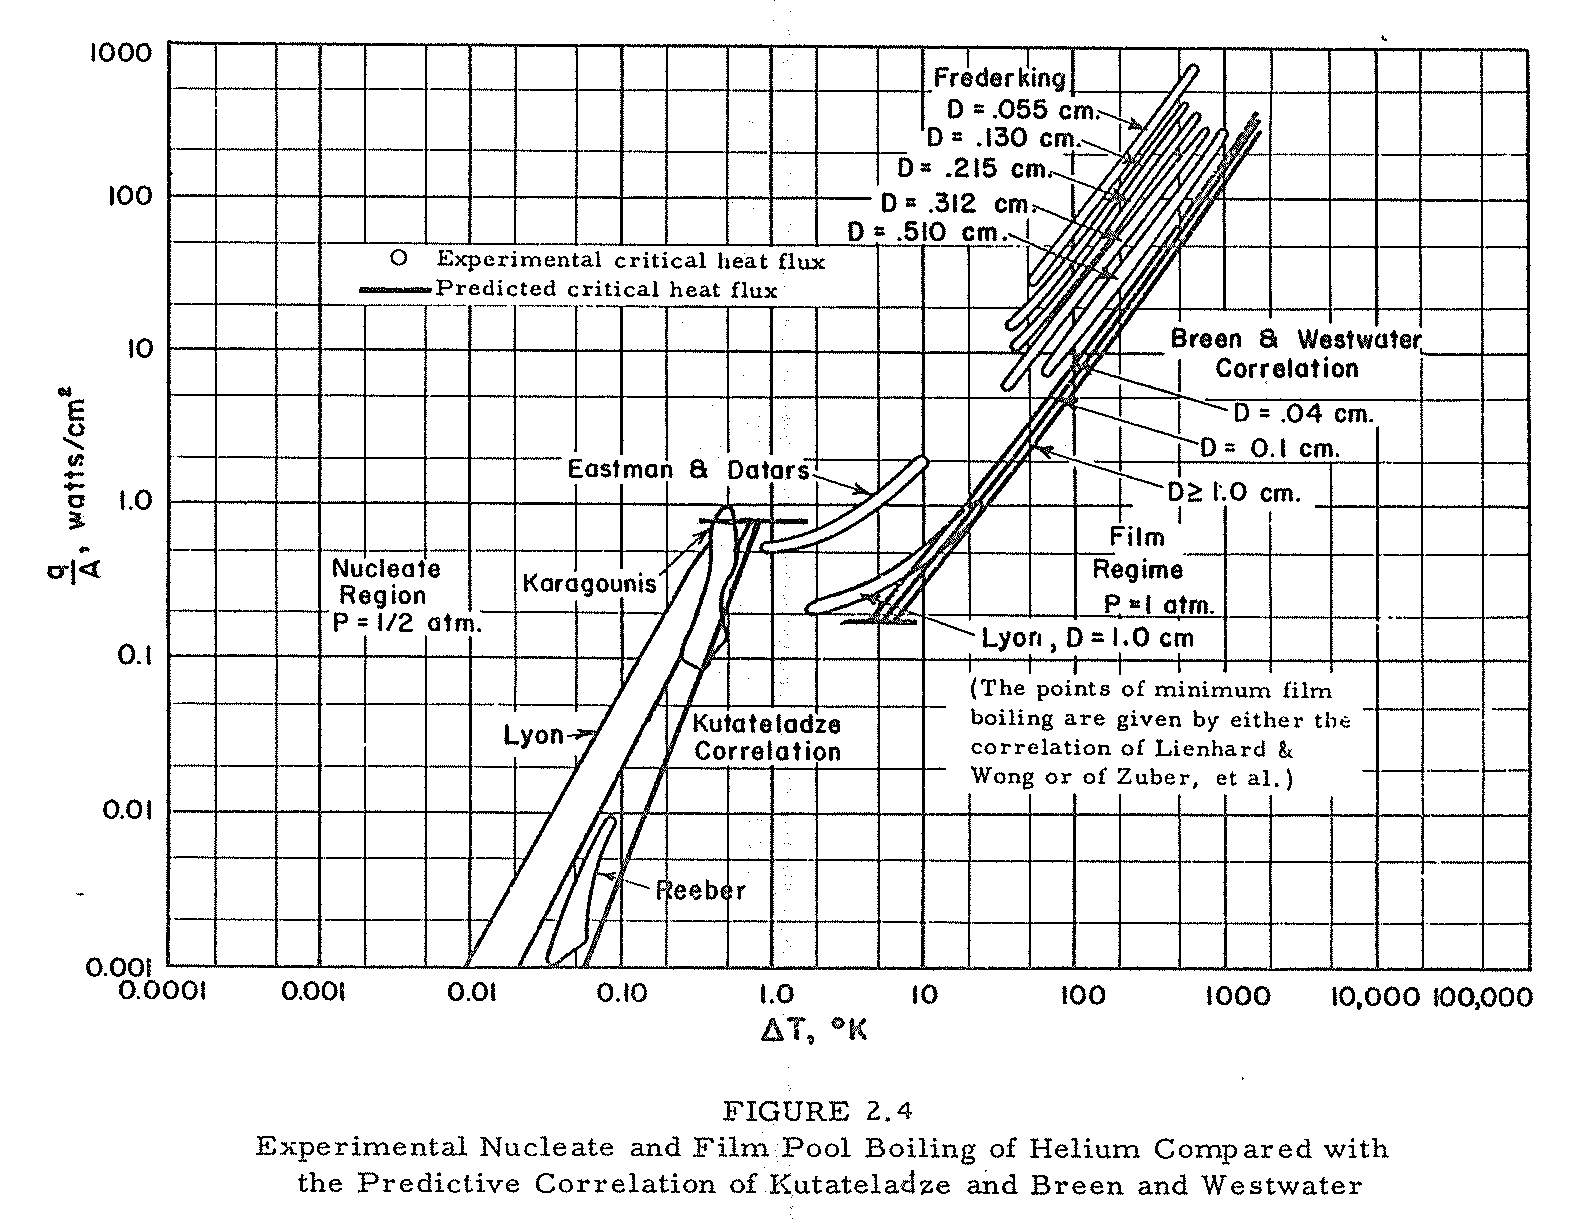 1000
100
10
1.0
0.1
0.01
0.001
q/A, watts/cm²
Frederking
D = .055 cm.
D = .130 cm.
D = .215 cm.
D = .312 cm.
D = .510 cm.
O Experimental critical heat flux
Predicted critical heat flux
Breen & Westwater
Correlation
D = .04 cm.
D = 0.1 cm.
D ≥ 1.0 cm.
Eastman & Datars
Film
Regime
P = 1 atm.
Nucleate
Region
P = 1/2 atm.
Karagounis
Lyon, D = 1.0 cm
(The points of minimum film
boiling are given by either the
correlation of Lienhard &
Wong or of Zuber, et al.)
Lyon
Kutateladze
Correlation
Reeber
0.0001 0.001 0.01 0.10 1.0 10 100 1000 10,000 100,000
ΔT, °K
FIGURE 2.4
Experimental Nucleate and Film Pool Boiling of Helium Compared with
the Predictive Correlation of Kutateladze and Breen and Westwater